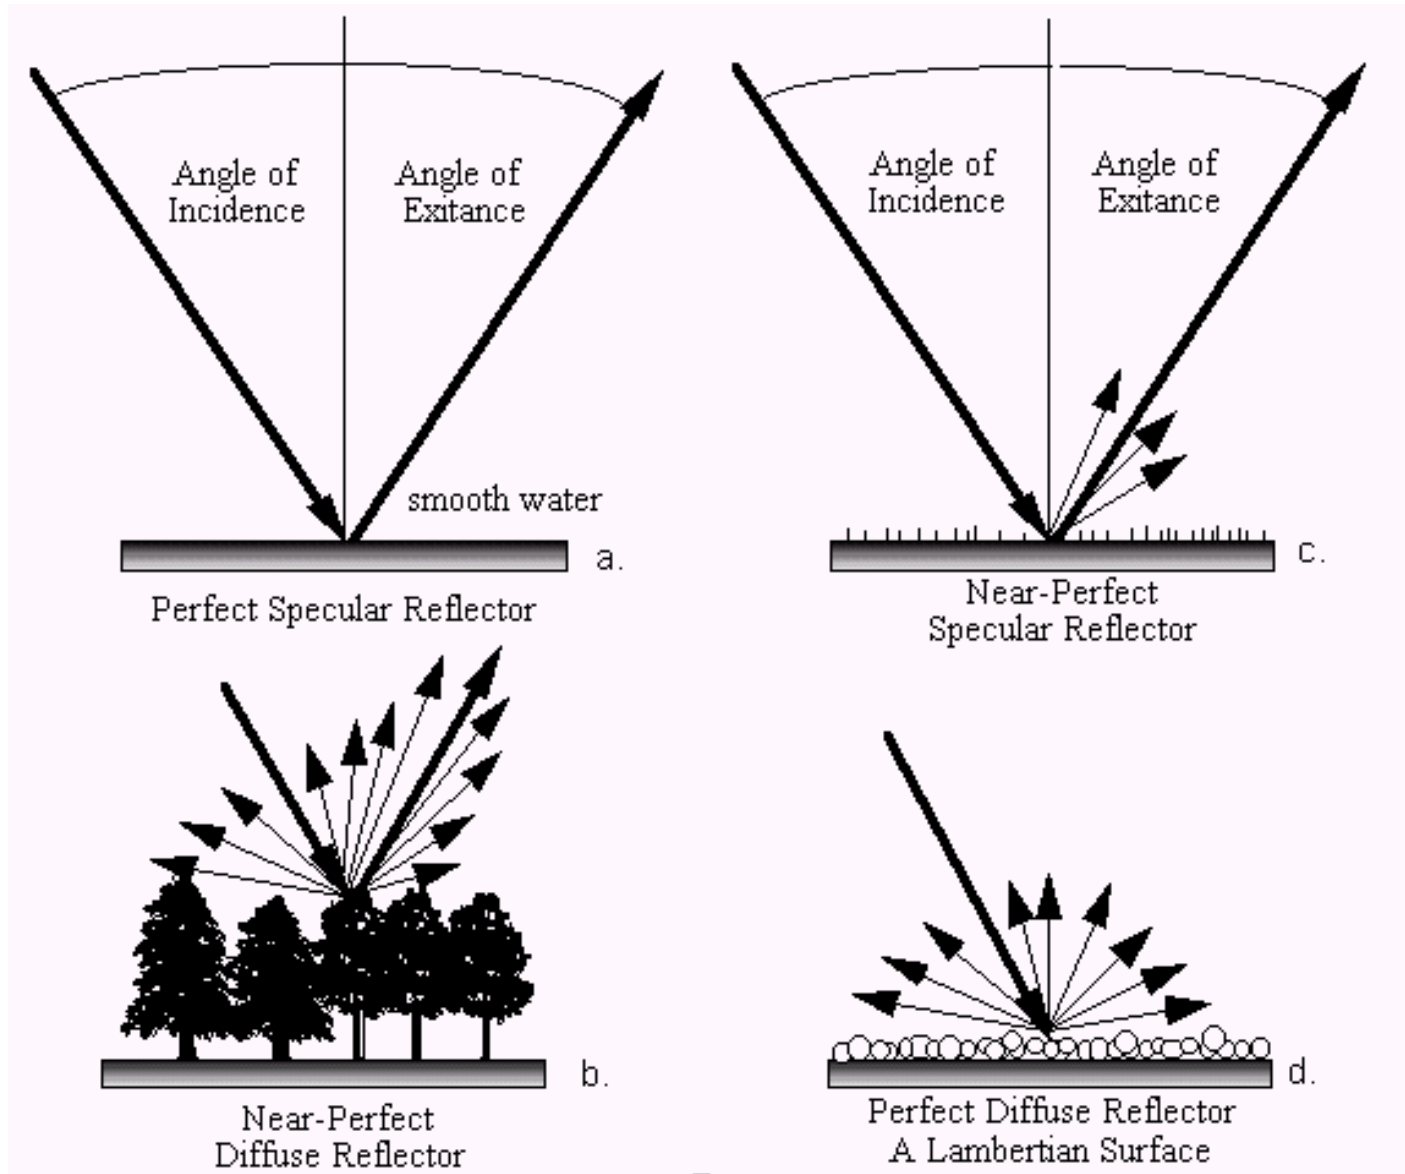 Angle of
Incidence
Angle of
Exitance
smooth water
a.
Perfect Specular Reflector
Angle of
Incidence
Angle of
Exitance
c.
Near-Perfect
Specular Reflector
b.
Near-Perfect
Diffuse Reflector
d.
Perfect Diffuse Reflector
A Lambertian Surface